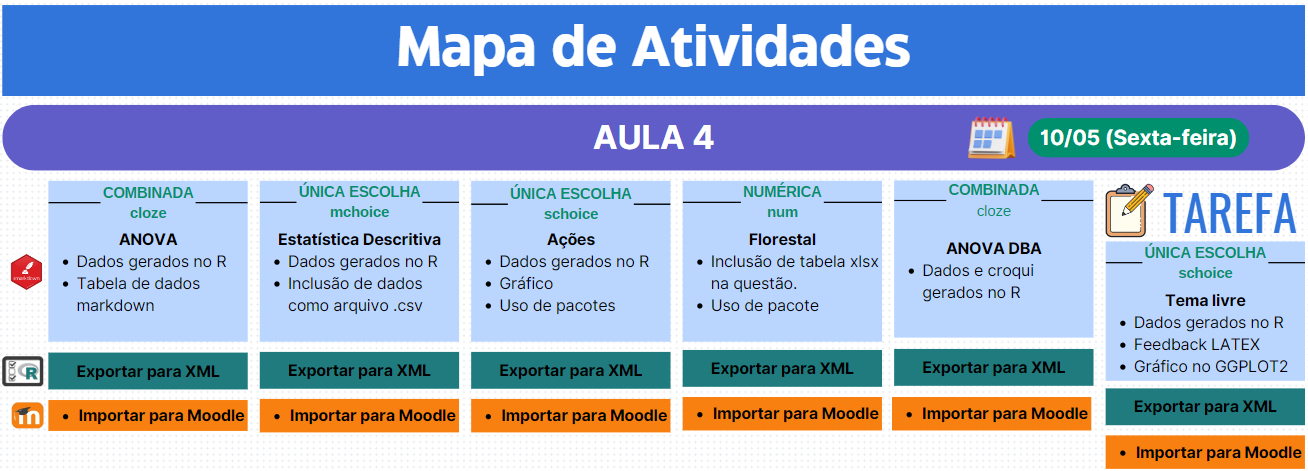 Mapa de Atividades
AULA 4
10/05 (Sexta-feira)
COMBINADA
cloze
ANOVA
• Dados gerados no R
• Tabela de dados
markdown
Exportar para XML
• Importar para Moodle
ÚNICA ESCOLHA
mchoice
Estatística Descritiva
• Dados gerados no R
• Inclusão de dados
como arquivo .csv
Exportar para XML
• Importar para Moodle
ÚNICA ESCOLHA
schoice
Ações
• Dados gerados no R
• Gráfico
• Uso de pacotes
Exportar para XML
• Importar para Moodle
NUMÉRICA
num
Florestal
• Inclusão de tabela xlsx
na questão.
• Uso de pacote
Exportar para XML
• Importar para Moodle
COMBINADA
cloze
ANOVA DBA
• Dados e croqui
gerados no R
Exportar para XML
• Importar para Moodle
TAREFA
ÚNICA ESCOLHA
schoice
Tema livre
• Dados gerados no R
• Feedback LATEX
• Gráfico no GGPLOT2
Exportar para XML
• Importar para Moodle
rmarkdown
R
m